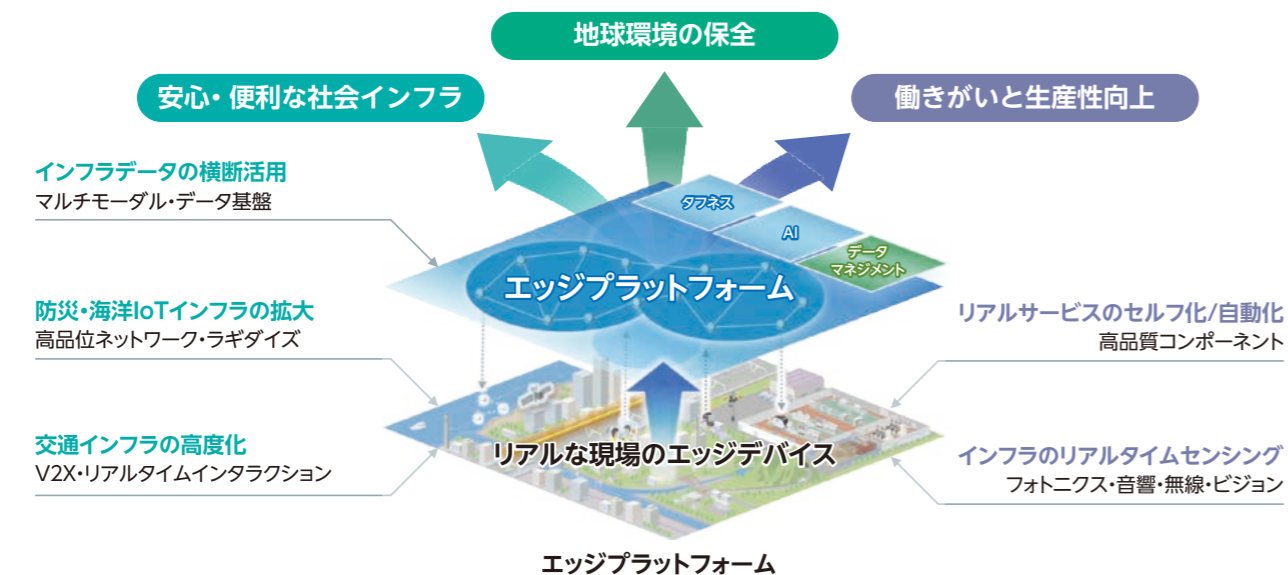 地球環境の保全
安心・便利な社会インフラ
働きがいと生産性向上
インフラデータの横断活用
マルチモーダル・データ基盤
タフネス
AI
データ
マネジメント
エッジプラットフォーム
防災・海洋IoTインフラの拡大
高品位ネットワーク・ラギダイズ
リアルサービスのセルフ化/自動化
高品質コンポーネント
交通インフラの高度化
V2X・リアルタイムインタラクション
リアルな現場のエッジデバイス
インフラのリアルタイムセンシング
フォトニクス・音響・無線・ビジョン
エッジプラットフォーム